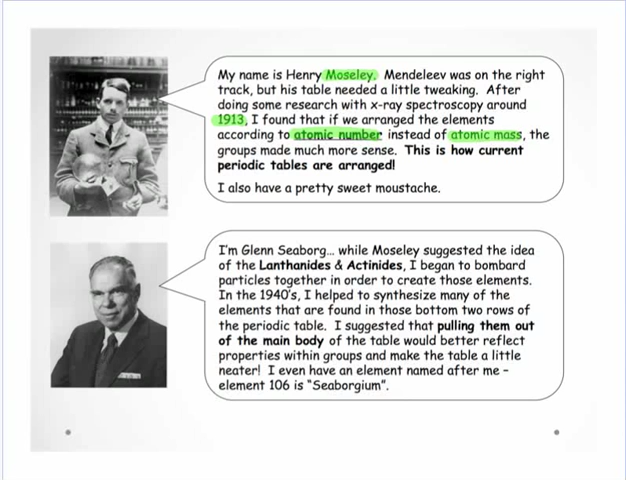 My name is Henry Moseley. Mendeleev was on the right
track, but his table needed a little tweaking. After
doing some research with x-ray spectroscopy around
1913, I found that if we arranged the elements
according to atomic number instead of atomic mass, the
groups made much more sense. This is how current
periodic tables are arranged!
I also have a pretty sweet moustache.
I'm Glenn Seaborg... while Moseley suggested the idea
of the Lanthanides & Actinides, I began to bombard
particles together in order to create those elements.
In the 1940's, I helped to synthesize many of the
elements that are found in those bottom two rows of
the periodic table. I suggested that pulling them out
of the main body of the table would better reflect
properties within groups and make the table a little
neater! I even have an element named after me –
element 106 is "Seaborgium".